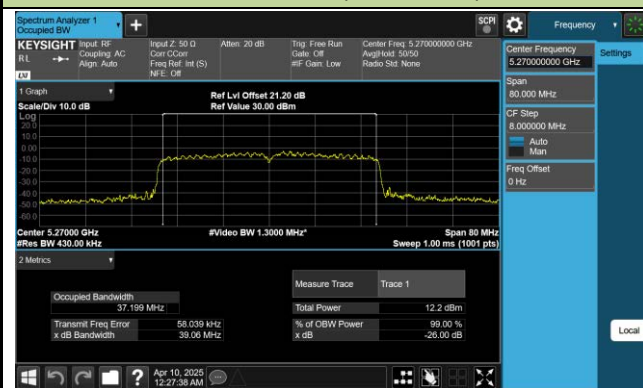 Spectrum Analyzer 1
Occupied BW
+
SCPI
Frequency
KEYSIGHT
Input: RF
Input Z: 50 Ω
Atten: 20 dB
Trig: Free Run
Center Freq: 5.270000000 GHz
R L
Coupling: AC
Corr CCorr
Gate: Off
Avg|Hold: 50/50
Align: Auto
Freq Ref: Int (S)
#IF Gain: Low
Radio Std: None
NFE: Off
LXI
Center Frequency
5.270000000 GHz
Settings
Span
80.000 MHz
CF Step
8.000000 MHz
Auto
Man
Freq Offset
0 Hz
Local
1 Graph
Ref Lvl Offset 21.20 dB
Scale/Div 10.0 dB
Ref Value 30.00 dBm
Log
20.0
10.0
0.00
-10.0
-20.0
-30.0
-40.0
-50.0
-60.0
Center 5.27000 GHz
#Video BW 1.3000 MHz*
Span 80 MHz
#Res BW 430.00 kHz
Sweep 1.00 ms (1001 pts)
2 Metrics
Measure Trace
Trace 1
Occupied Bandwidth
37.199 MHz
Total Power
12.2 dBm
Transmit Freq Error
58.039 kHz
% of OBW Power
99.00 %
x dB Bandwidth
39.06 MHz
x dB
-26.00 dB
?
Apr 10, 2025
12:27:38 AM